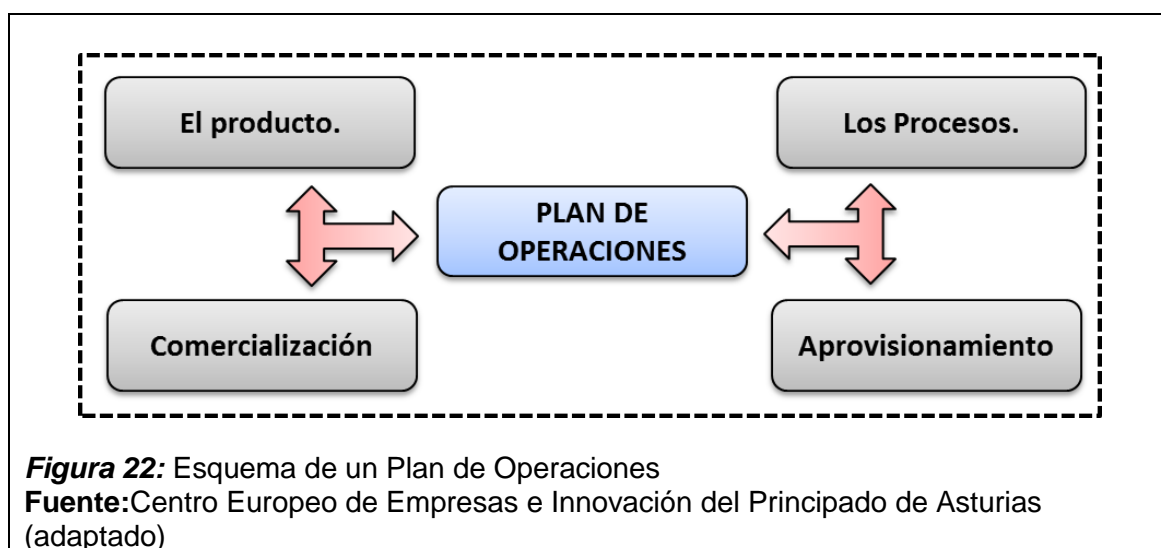 El producto.
Los Procesos.
PLAN DE
OPERACIONES
Comercialización
Aprovisionamiento
Figura 22: Esquema de un Plan de Operaciones
Fuente:Centro Europeo de Empresas e Innovación del Principado de Asturias
(adaptado)